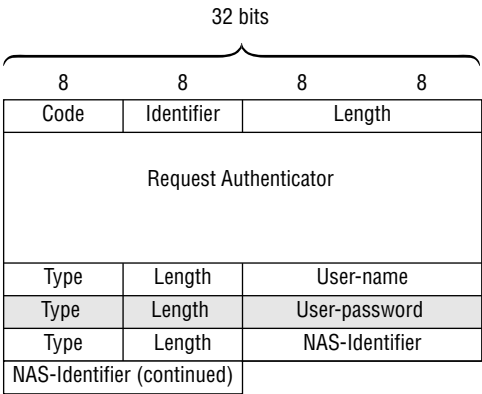 32 bits
8 8 8 8
Code Identifier Length
Request Authenticator
Type Length User-name
Type Length User-password
Type Length NAS-Identifier
NAS-Identifier (continued)